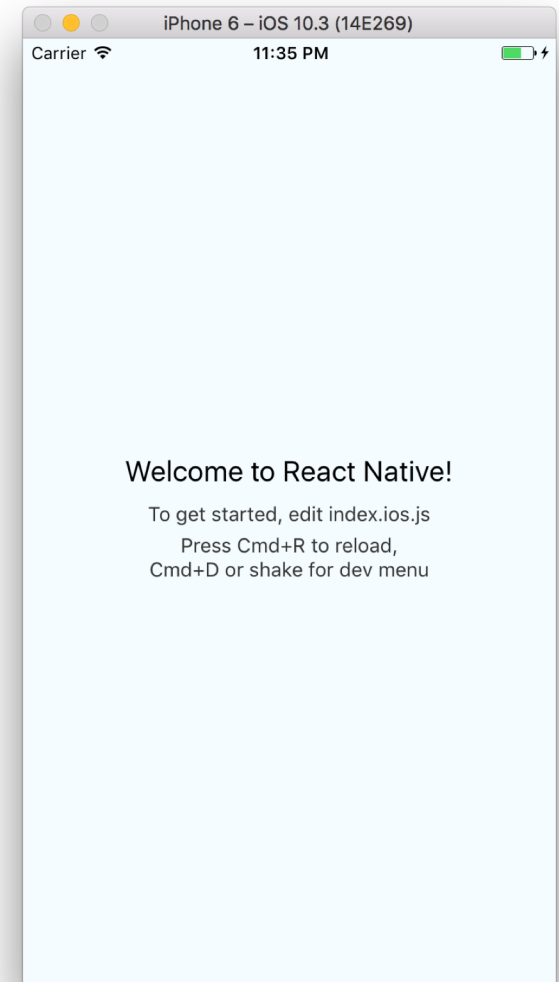 iPhone 6 – iOS 10.3 (14E269)
Carrier 11:35 PM
Welcome to React Native!
To get started, edit index.ios.js
Press Cmd+R to reload,
Cmd+D or shake for dev menu